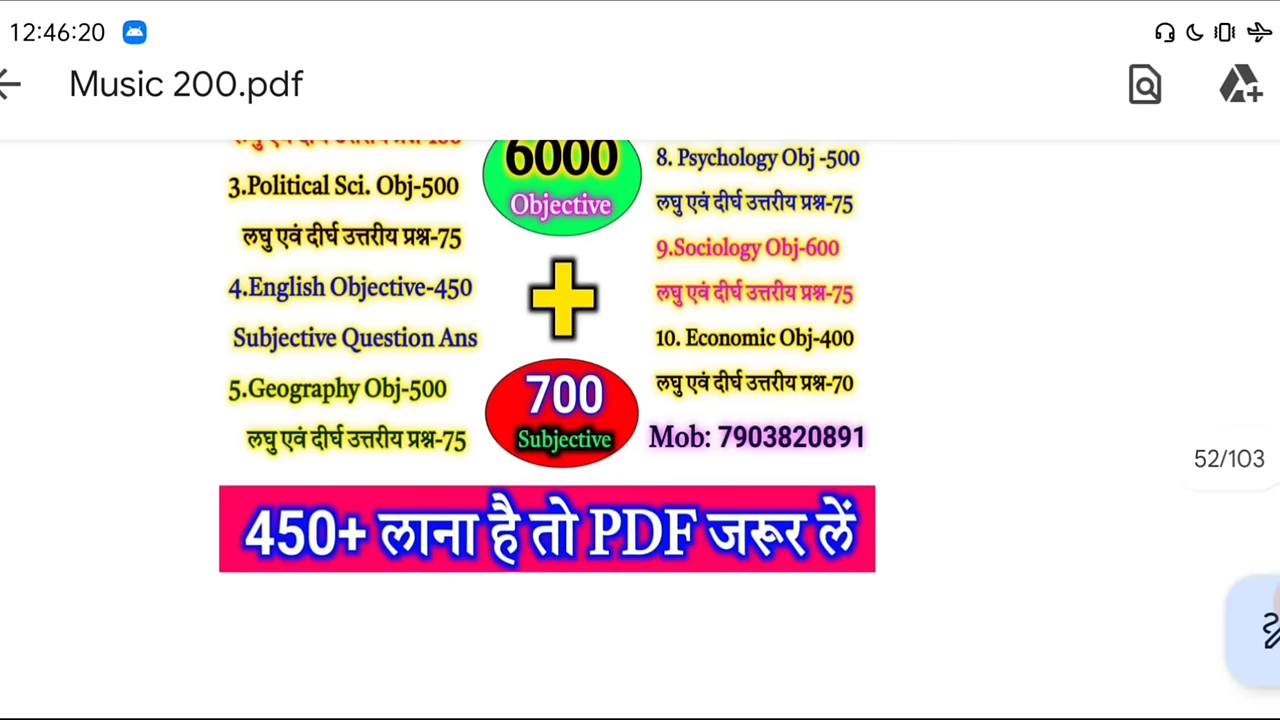 12:46:20
Music 200.pdf
3.Political Sci. Obj-500
लघु एवं दीर्घ उत्तरीय प्रश्न-75
4.English Objective-450
Subjective Question Ans
5.Geography Obj-500
लघु एवं दीर्घ उत्तरीय प्रश्न-75
6000
Objective
700
Subjective
8. Psychology Obj -500
लघु एवं दीर्घ उत्तरीय प्रश्न-75
9.Sociology Obj-600
लघु एवं दीर्घ उत्तरीय प्रश्न-75
10. Economic Obj-400
लघु एवं दीर्घ उत्तरीय प्रश्न-70
Mob: 7903820891
52/103
450+ लाना है तो PDF जरूर लें